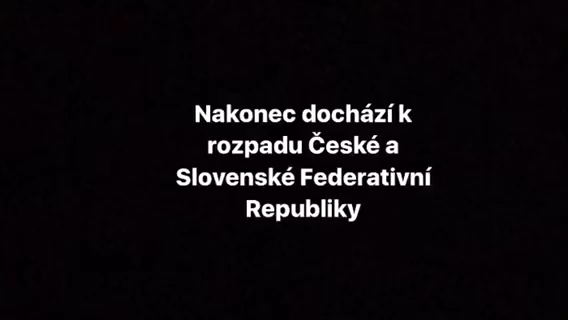 Nakonec dochází k
rozpadu České a
Slovenské Federativní
Republiky